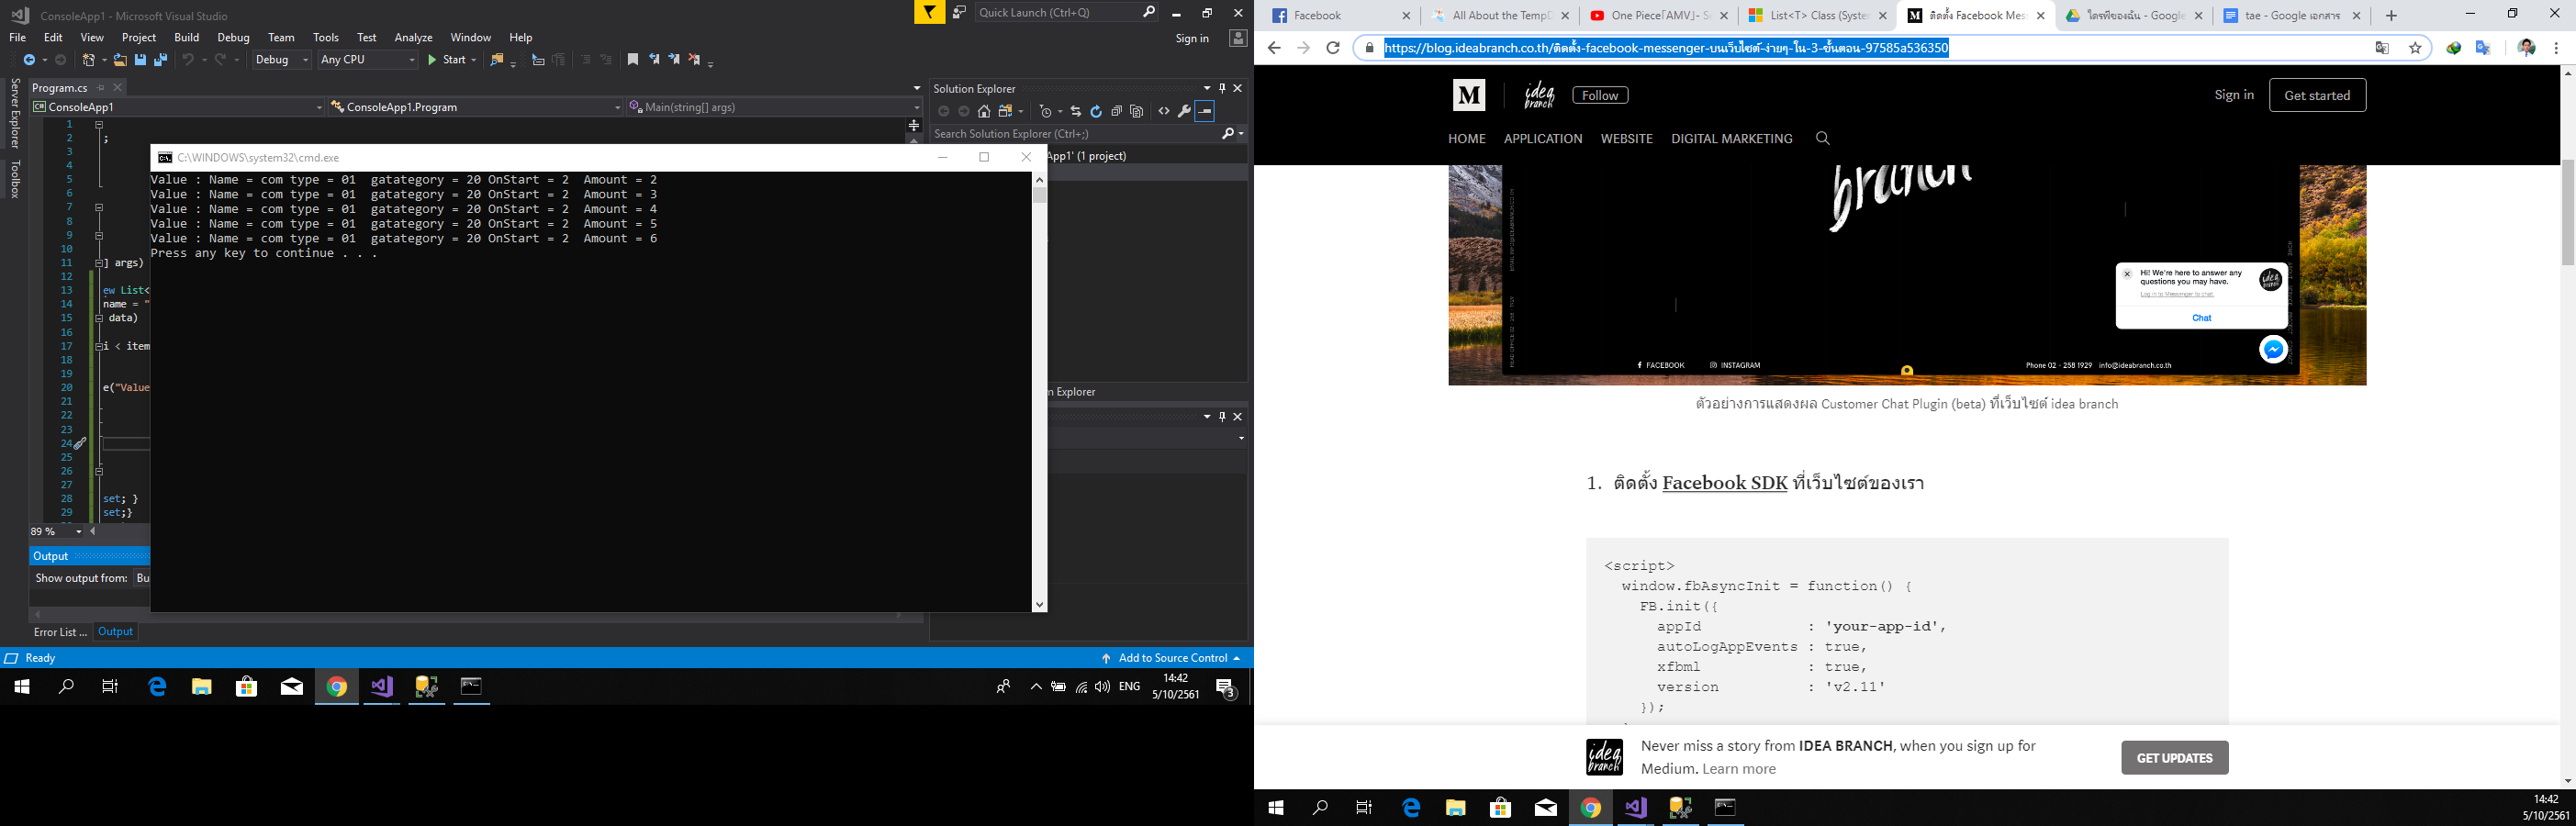 ConsoleApp1 - Microsoft Visual Studio
Quick Launch (Ctrl+Q)
File Edit View Project Build Debug Team Tools Test Analyze Window Help
Sign in
Debug Any CPU Start
Server Explorer
Toolbox
Program.cs
ConsoleApp1 ConsoleApp1.Program Main(string[] args)
1
2 ;
3
4
5
6
7
8
9
10
11 ] args)
12
13 ew List<
14 name = "
15 data)
16
17 i < item
18
19
20 e("Value
21
22
23
24
25
26
27
28 set; }
29 set;}
89 %
C:\WINDOWS\system32\cmd.exe
Value : Name = com type = 01  gatategory = 20 OnStart = 2  Amount = 2
Value : Name = com type = 01  gatategory = 20 OnStart = 2  Amount = 3
Value : Name = com type = 01  gatategory = 20 OnStart = 2  Amount = 4
Value : Name = com type = 01  gatategory = 20 OnStart = 2  Amount = 5
Value : Name = com type = 01  gatategory = 20 OnStart = 2  Amount = 6
Press any key to continue . . .
Solution Explorer
Search Solution Explorer (Ctrl+;)
App1' (1 project)
n Explorer
Output
Show output from: Bu
Error List ... Output
Ready
Add to Source Control
ENG
14:42
5/10/2561
3
Facebook
All About the TempD
One Piece「AMV」- S
List<T> Class (System
ติดตั้ง Facebook Mess
ไดรฟ์ของฉัน - Google
tae - Google เอกสาร
https://blog.ideabranch.co.th/ติดตั้ง-facebook-messenger-บนเว็บไซต์-ง่ายๆ-ใน-3-ขั้นตอน-97585a536350
M
idea branch
Follow
Sign in
Get started
HOME APPLICATION WEBSITE DIGITAL MARKETING
branch
Hi! We're here to answer any
questions you may have.
Log in to Messenger to chat.
Chat
idea branch
FACEBOOK INSTAGRAM
Phone 02 - 258 1929 info@ideabranch.co.th
ตัวอย่างการแสดงผล Customer Chat Plugin (beta) ที่เว็บไซต์ idea branch
1. ติดตั้ง Facebook SDK ที่เว็บไซต์ของเรา
<script>
window.fbAsyncInit = function() {
FB.init({
appId : 'your-app-id',
autoLogAppEvents : true,
xfbml : true,
version : 'v2.11'
});
idea branch
Never miss a story from IDEA BRANCH, when you sign up for
Medium. Learn more
GET UPDATES
14:42
5/10/2561